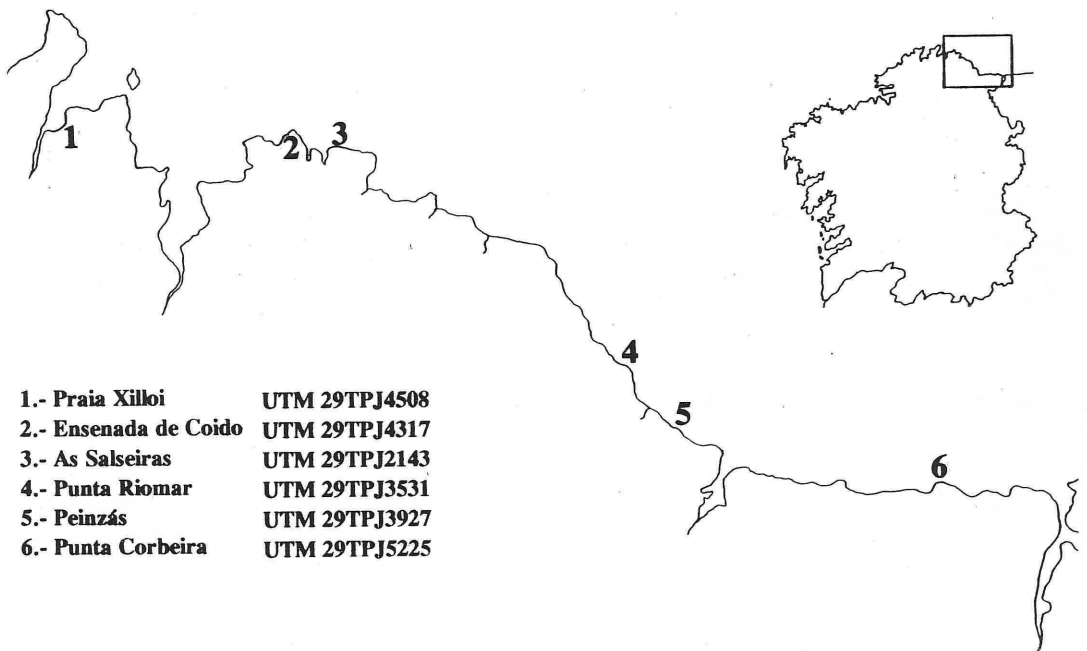 1
2
3
4
5
6
1.- Praia Xilloi UTM 29TPJ4508
2.- Ensenada de Coido UTM 29TPJ4317
3.- As Salseiras UTM 29TPJ2143
4.- Punta Riomar UTM 29TPJ3531
5.- Peinzás UTM 29TPJ3927
6.- Punta Corbeira UTM 29TPJ5225